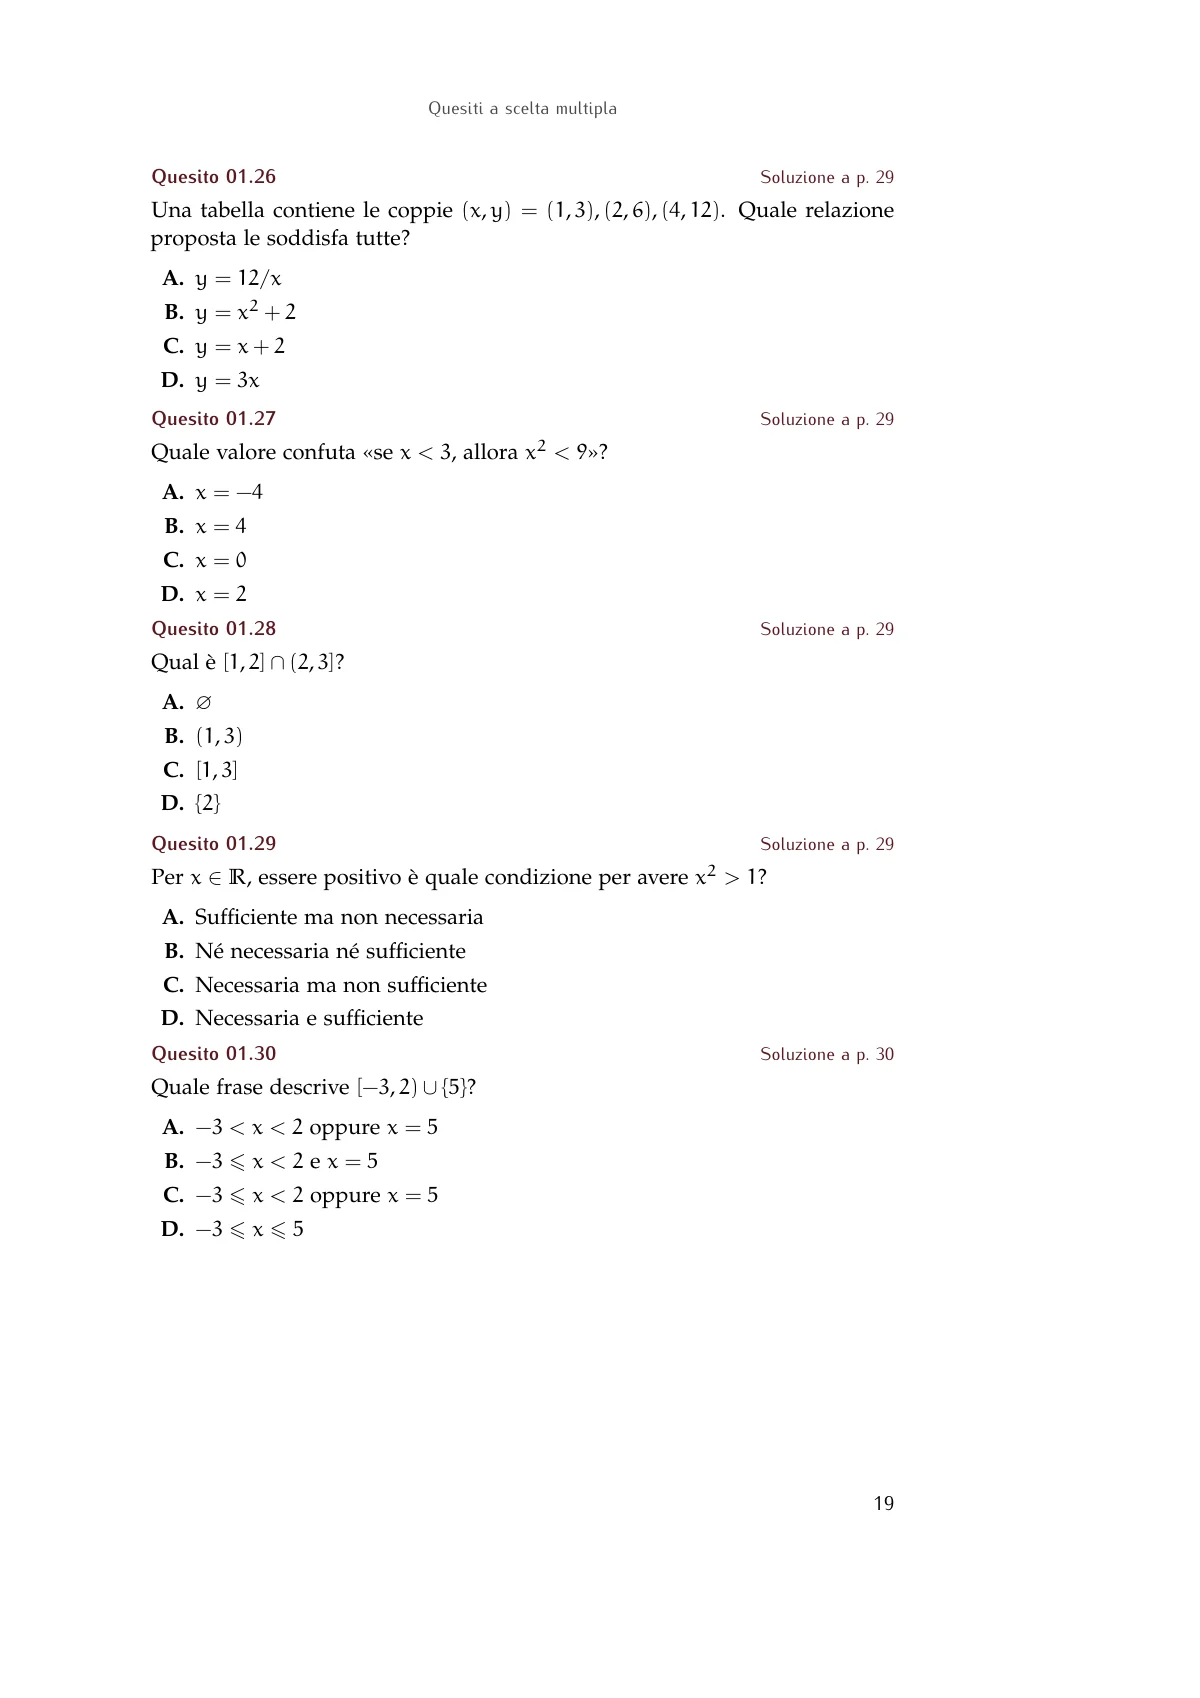 Quesiti a scelta multipla
Quesito 01.26 Soluzione a p. 29
Una tabella contiene le coppie (x, y) = (1, 3), (2, 6), (4, 12). Quale relazione
proposta le soddisfa tutte?
A. y = 12/x
B. y = x² + 2
C. y = x + 2
D. y = 3x
Quesito 01.27 Soluzione a p. 29
Quale valore confuta «se x < 3, allora x² < 9»?
A. x = −4
B. x = 4
C. x = 0
D. x = 2
Quesito 01.28 Soluzione a p. 29
Qual è [1, 2] ∩ (2, 3]?
A. ∅
B. (1, 3)
C. [1, 3]
D. {2}
Quesito 01.29 Soluzione a p. 29
Per x ∈ ℝ, essere positivo è quale condizione per avere x² > 1?
A. Sufficiente ma non necessaria
B. Né necessaria né sufficiente
C. Necessaria ma non sufficiente
D. Necessaria e sufficiente
Quesito 01.30 Soluzione a p. 30
Quale frase descrive [−3, 2) ∪ {5}?
A. −3 < x < 2 oppure x = 5
B. −3 ⩽ x < 2 e x = 5
C. −3 ⩽ x < 2 oppure x = 5
D. −3 ⩽ x ⩽ 5
19